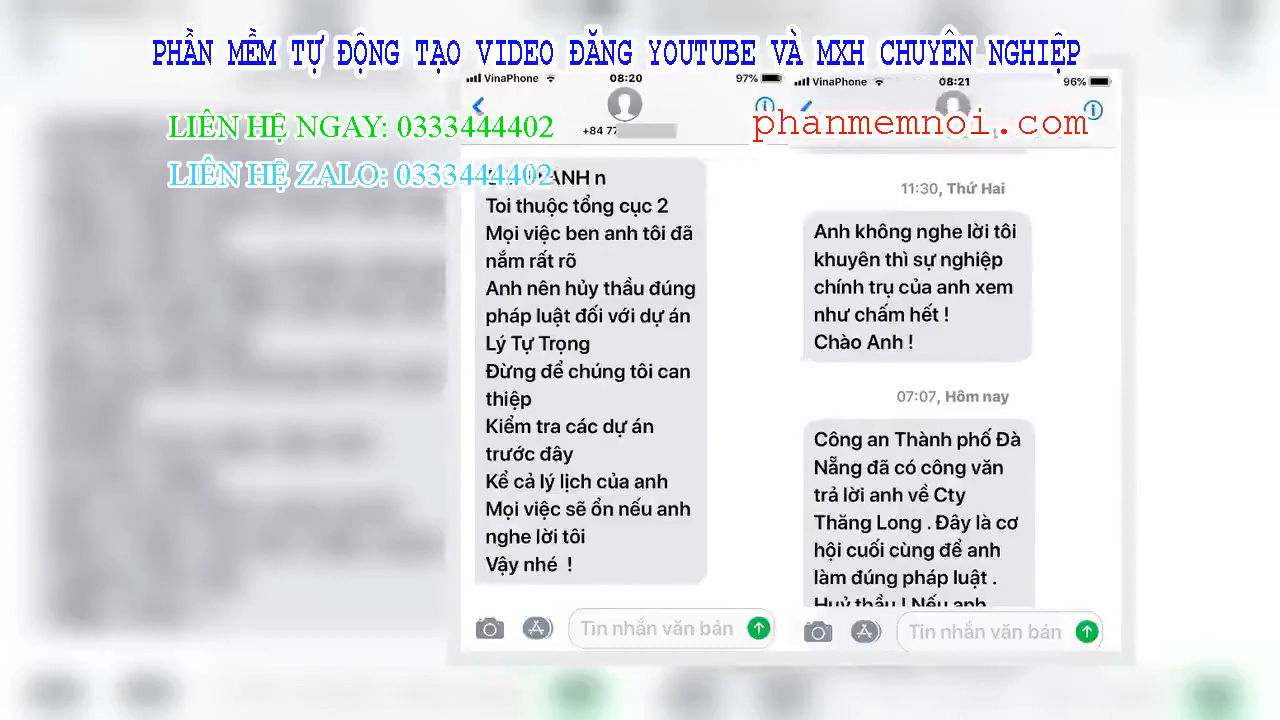 PHẦN MỀM TỰ ĐỘNG TẠO VIDEO ĐĂNG YOUTUBE VÀ MXH CHUYÊN NGHIỆP
LIÊN HỆ NGAY: 0333444402
LIÊN HỆ ZALO: 0333444402
phanmemnoi.com
VinaPhone 08:20 97%
+84 77
ANH n
Toi thuộc tổng cục 2
Mọi việc ben anh tôi đã
nắm rất rõ
Anh nên hủy thầu đúng
pháp luật đối với dự án
Lý Tự Trọng
Đừng để chúng tôi can
thiệp
Kiểm tra các dự án
trước đây
Kể cả lý lịch của anh
Mọi việc sẽ ổn nếu anh
nghe lời tôi
Vậy nhé !
Tin nhắn văn bản
VinaPhone 08:21 96%
11:30, Thứ Hai
Anh không nghe lời tôi
khuyên thì sự nghiệp
chính trụ của anh xem
như chấm hết !
Chào Anh !
07:07, Hôm nay
Công an Thành phố Đà
Nẵng đã có công văn
trả lời anh về Cty
Thăng Long . Đây là cơ
hội cuối cùng để anh
làm đúng pháp luật .
Huỷ thầu ! Nếu anh
Tin nhắn văn bản